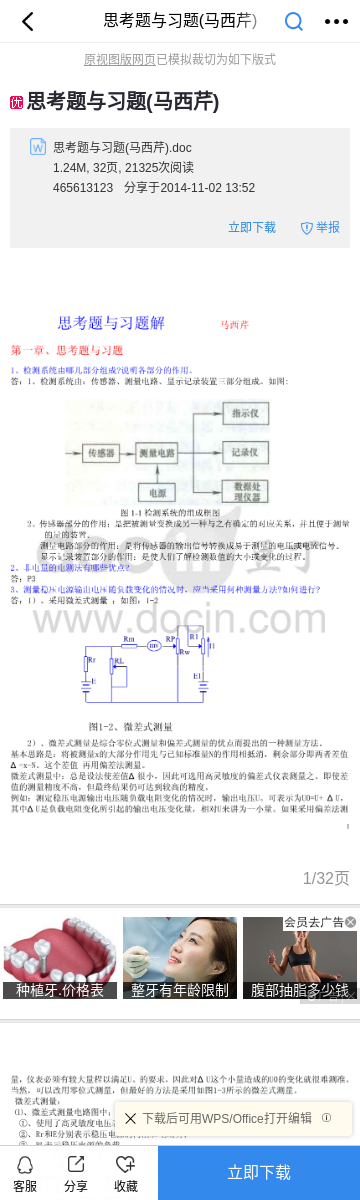 思考题与习题(马西芹)
原视图版网页已模拟裁切为如下版式
优 思考题与习题(马西芹)
思考题与习题(马西芹).doc
1.24M, 32页, 21325次阅读
465613123 分享于2014-11-02 13:52
立即下载 举报
思考题与习题解 马西芹
第一章、思考题与习题
1、检测系统由哪几部分组成?说明各部分的作用。
答：1、检测系统由：传感器、测量电路、显示记录装置三部分组成。如图：
指示仪
传感器 测量电路 记录仪
电源 数据处理仪器
图1-1 检测系统的组成框图
2、传感器部分的作用：是把被测量变换成另一种与之有确定的对应关系，并且便于测量
的量的装置。
测量电路部分的作用：是将传感器的输出信号转换成易于测量的电压或电流信号。
显示记录装置部分的作用：是使人们了解检测数值的大小或变化的过程。
2、非电量的电测法有哪些优点?
答：P3
3、测量稳压电源输出电压随负载变化的情况时，应当采用何种测量方法?如何进行?
答：1)、采用微差式测量 ，如图：1-2
www.docin.com
Rm RP R1 I1
Rr RL Rw
E E1
图1-2、微差式测量
2）、微差式测量是综合零位式测量和偏差式测量的优点而提出的一种测量方法。
基本思路是：将被测量x的大部分作用先与已知标准量N的作用相抵消，剩余部分即两者差值
Δ=x-N。这个差值 再用偏差法测量。
微差式测量中：总是设法使差值Δ 很小，因此可选用高灵敏度的偏差式仪表测量之。即使差
值的测量精度不高，但最终结果仍可达到较高的精度。
例如：测定稳压电源输出电压随负载电阻变化的情况时，输出电压U。可表示为U0=U+ Δ U，
其中Δ U是负载电阻变化所引起的输出电压变化量，相对U来讲为一小量。如果采用偏差法测
1/32页
会员去广告
种植牙.价格表 整牙有年龄限制 腹部抽脂多少钱
量，仪表必须有较大量程以满足U。的要求，因此对Δ U这个小量造成的U0的变化就很难测准。
当然，可以改用零位式测量，但最好的方法是采用如图1-3所示的微差式测量。
微差式测量：
⑴、微差式测量电路图中：
①、使用了高灵敏度电压表
②、Rr和E分别表示稳压电源
下载后可用WPS/Office打开编辑
客服 分享 收藏 立即下载